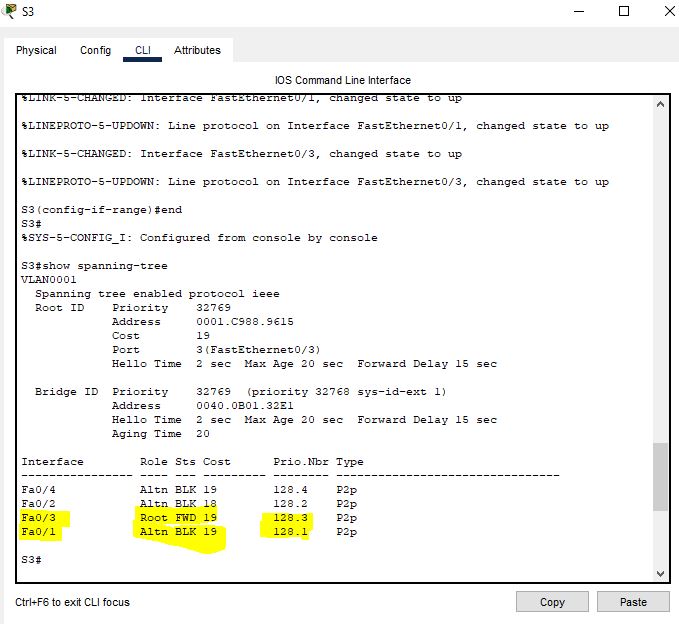 S3
Physical Config CLI Attributes
IOS Command Line Interface
%LINK-5-CHANGED: Interface FastEthernet0/1, changed state to up
%LINEPROTO-5-UPDOWN: Line protocol on Interface FastEthernet0/1, changed state to up
%LINK-5-CHANGED: Interface FastEthernet0/3, changed state to up
%LINEPROTO-5-UPDOWN: Line protocol on Interface FastEthernet0/3, changed state to up
S3(config-if-range)#end
S3#
%SYS-5-CONFIG_I: Configured from console by console
S3#show spanning-tree
VLAN0001
Spanning tree enabled protocol ieee
Root ID Priority 32769
Address 0001.C988.9615
Cost 19
Port 3(FastEthernet0/3)
Hello Time 2 sec Max Age 20 sec Forward Delay 15 sec
Bridge ID Priority 32769 (priority 32768 sys-id-ext 1)
Address 0040.0B01.32E1
Hello Time 2 sec Max Age 20 sec Forward Delay 15 sec
Aging Time 20
Interface Role Sts Cost Prio.Nbr Type
---------------- ---- --- --------- -------- --------------------------------
Fa0/4 Altn BLK 19 128.4 P2p
Fa0/2 Altn BLK 18 128.2 P2p
Fa0/3 Root FWD 19 128.3 P2p
Fa0/1 Altn BLK 19 128.1 P2p
S3#
Ctrl+F6 to exit CLI focus
Copy Paste